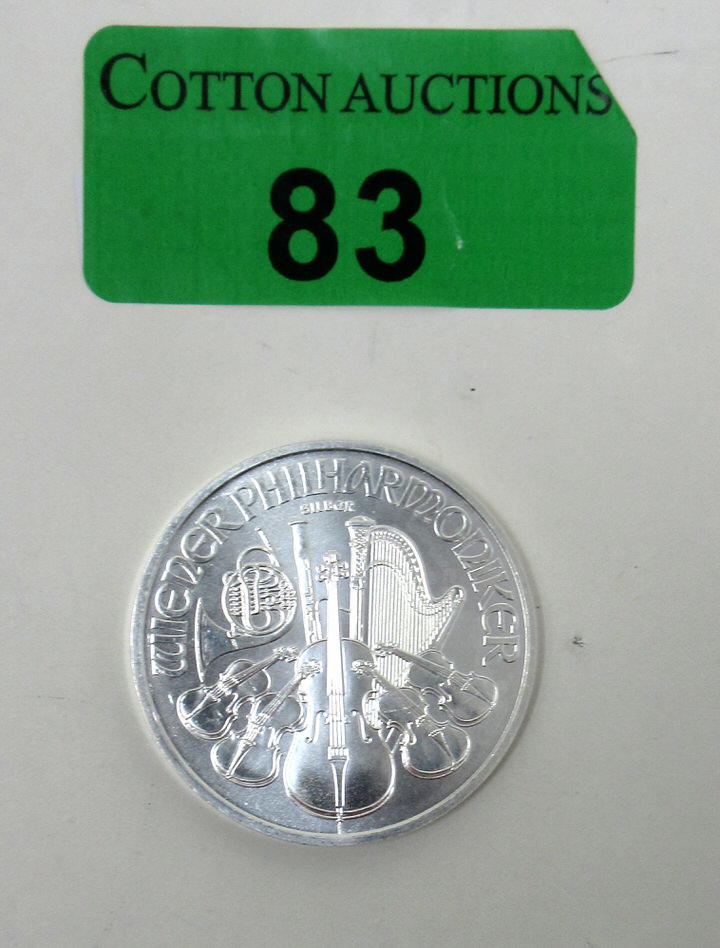 COTTON AUCTIONS
83
WIENER PHILHARMONIKER
SILBER